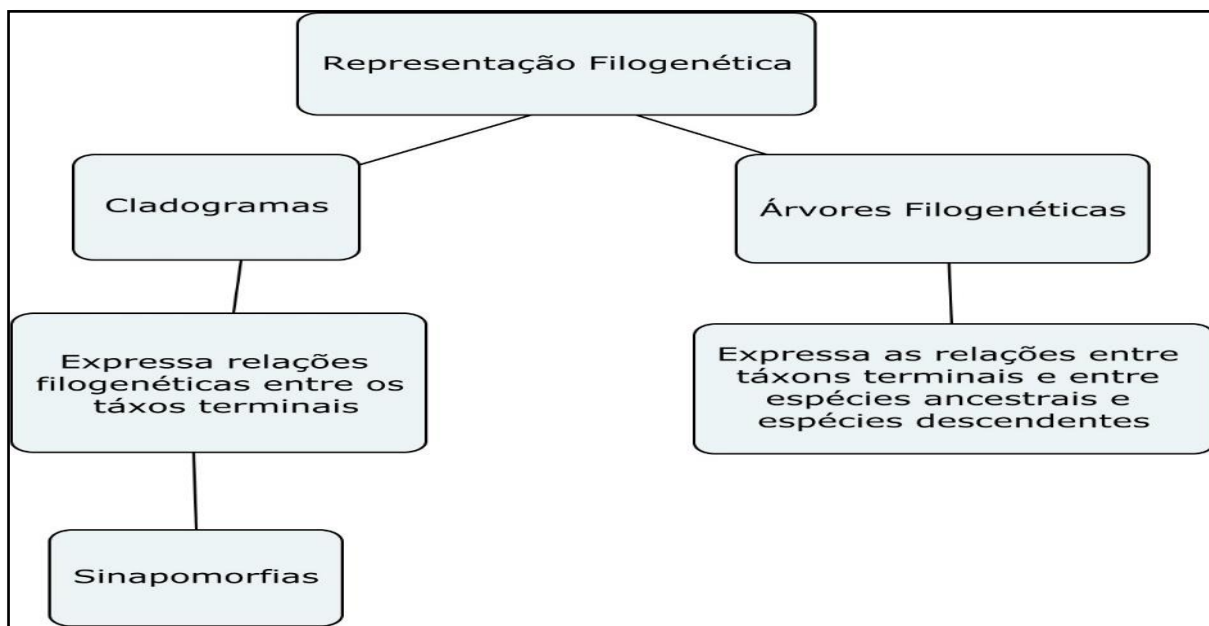 Representação Filogenética
Cladogramas
Árvores Filogenéticas
Expressa relações
filogenéticas entre os
táxos terminais
Expressa as relações entre
táxons terminais e entre
espécies ancestrais e
espécies descendentes
Sinapomorfias